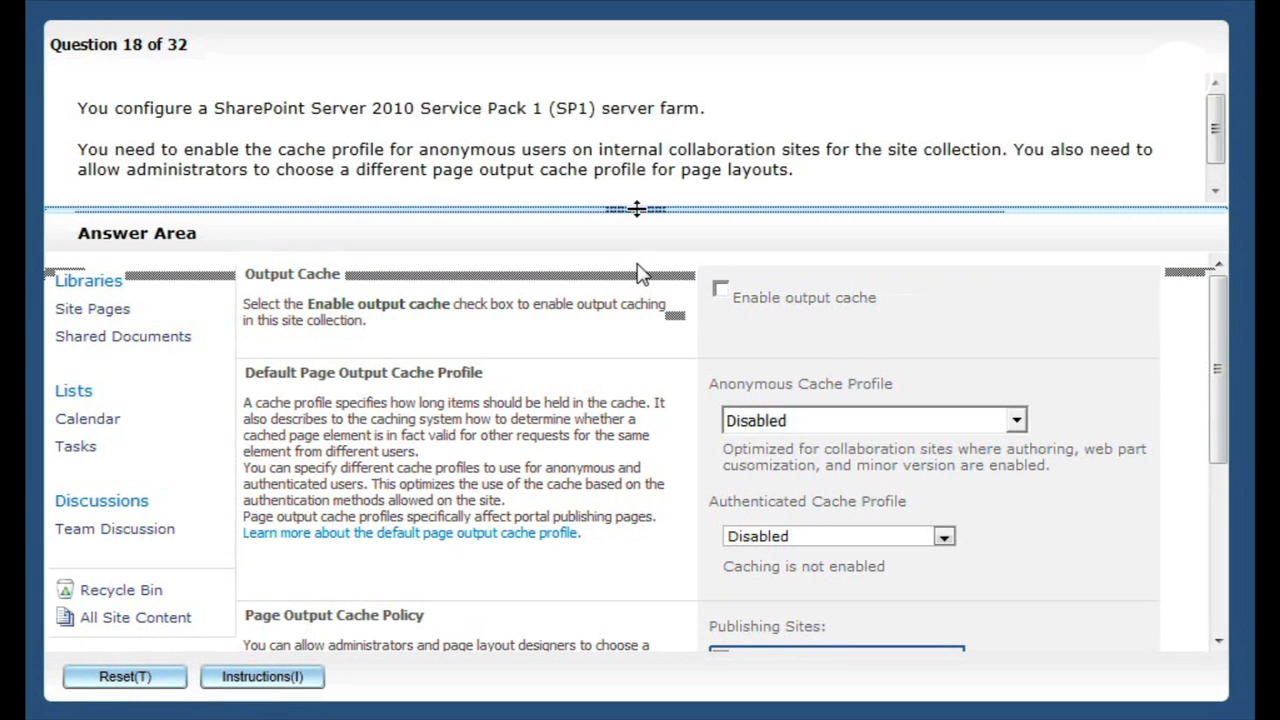 Question 18 of 32
You configure a SharePoint Server 2010 Service Pack 1 (SP1) server farm.
You need to enable the cache profile for anonymous users on internal collaboration sites for the site collection. You also need to
allow administrators to choose a different page output cache profile for page layouts.
Answer Area
Libraries
Site Pages
Shared Documents
Lists
Calendar
Tasks
Discussions
Team Discussion
Recycle Bin
All Site Content
Output Cache
Select the Enable output cache check box to enable output caching
in this site collection.
Enable output cache
Default Page Output Cache Profile
A cache profile specifies how long items should be held in the cache. It
also describes to the caching system how to determine whether a
cached page element is in fact valid for other requests for the same
element from different users.
You can specify different cache profiles to use for anonymous and
authenticated users. This optimizes the use of the cache based on the
authentication methods allowed on the site.
Page output cache profiles specifically affect portal publishing pages.
Learn more about the default page output cache profile.
Anonymous Cache Profile
Disabled
Optimized for collaboration sites where authoring, web part
cusomization, and minor version are enabled.
Authenticated Cache Profile
Disabled
Caching is not enabled
Page Output Cache Policy
You can allow administrators and page layout designers to choose a
Publishing Sites:
Reset(T)
Instructions(I)